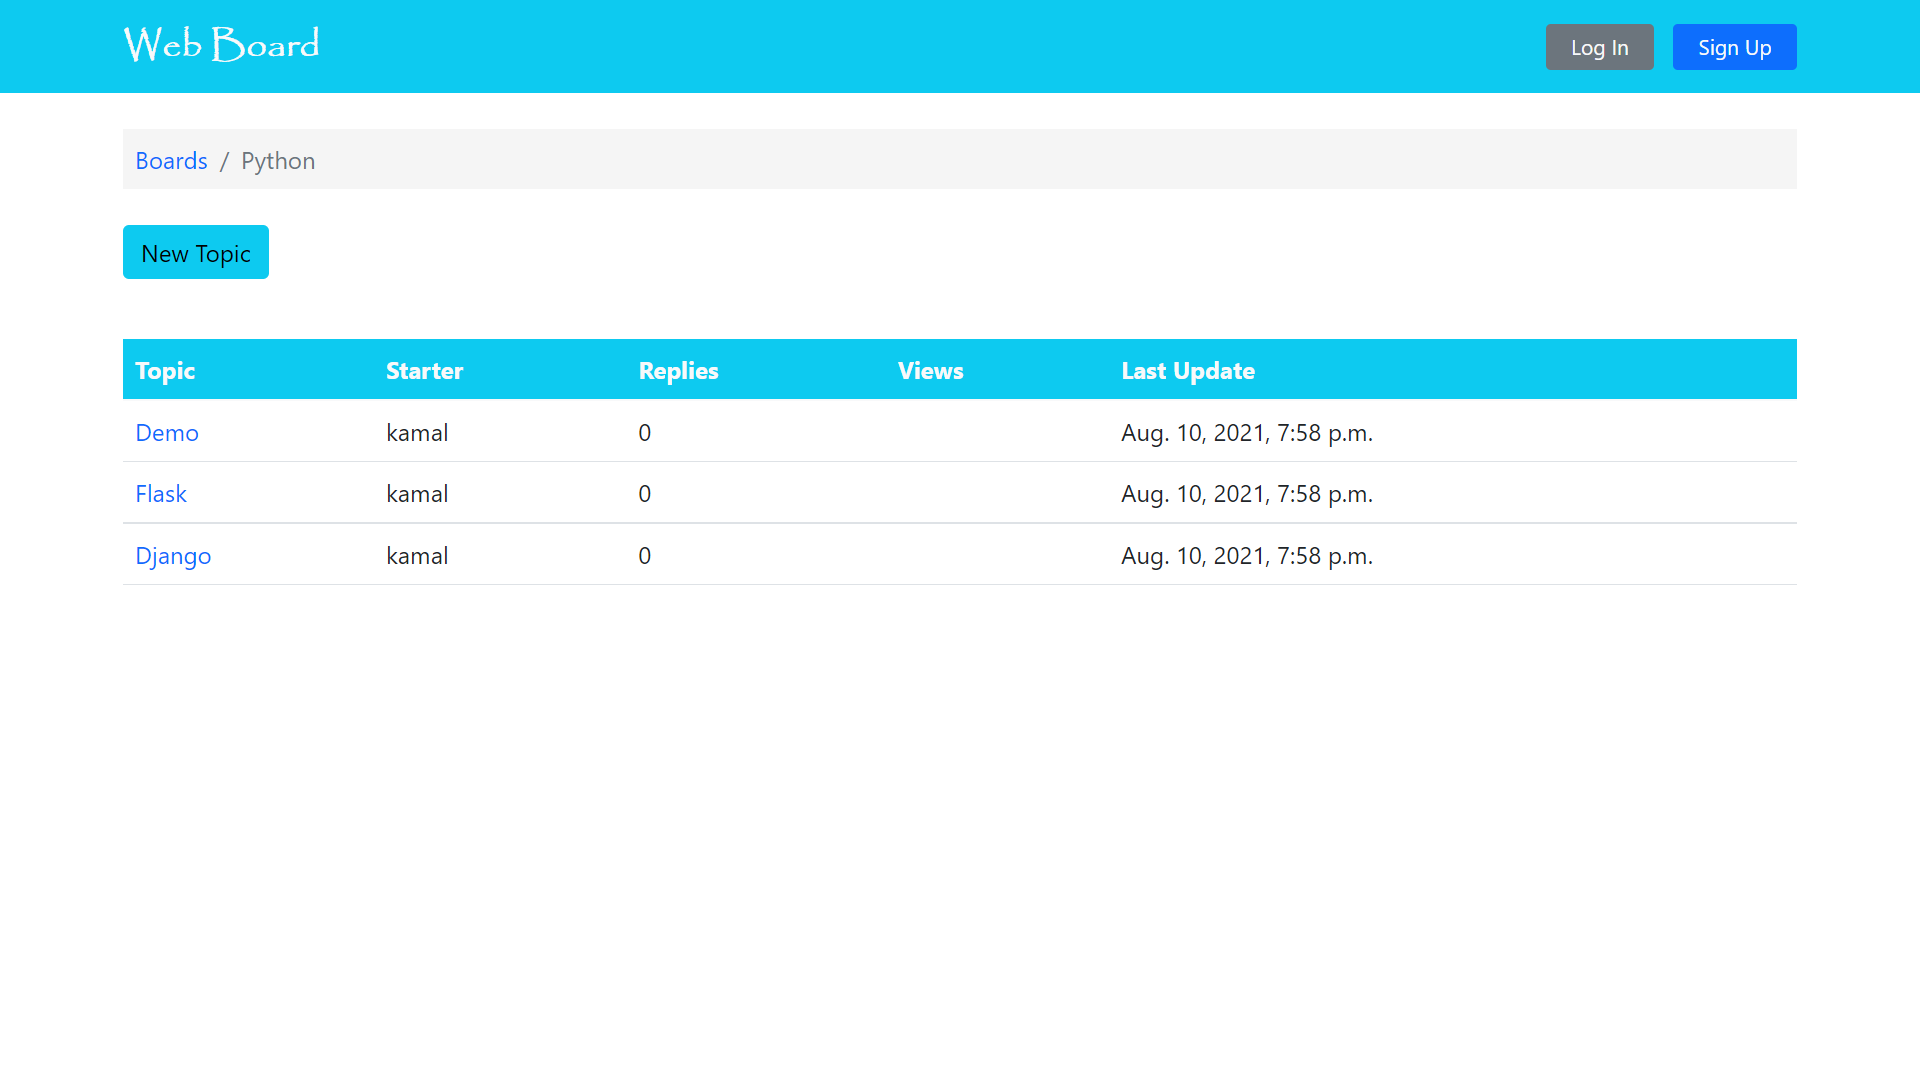 Web Board
Log In
Sign Up
Boards / Python
New Topic
Topic Starter Replies Views Last Update
Demo kamal 0 Aug. 10, 2021, 7:58 p.m.
Flask kamal 0 Aug. 10, 2021, 7:58 p.m.
Django kamal 0 Aug. 10, 2021, 7:58 p.m.